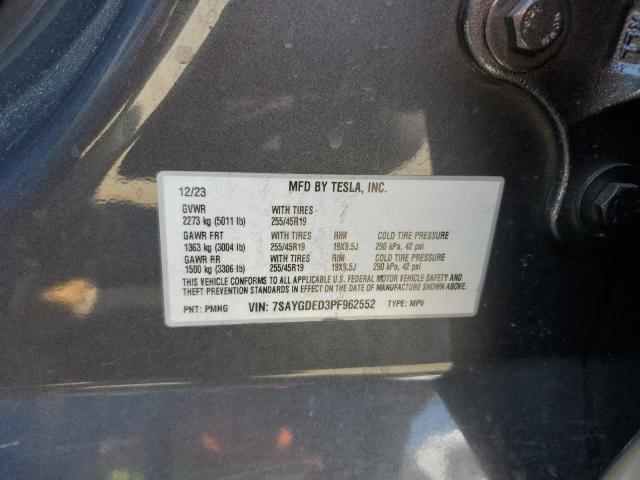 12/23 MFD BY TESLA, INC.
GVWR WITH TIRES
2273 kg (5011 lb) 255/45R19
GAWR FRT WITH TIRES RIM COLD TIRE PRESSURE
1363 kg (3004 lb) 255/45R19 19X9.5J 290 kPa, 42 psi
GAWR RR WITH TIRES RIM COLD TIRE PRESSURE
1500 kg (3306 lb) 255/45R19 19X9.5J 290 kPa, 42 psi
THIS VEHICLE CONFORMS TO ALL APPLICABLE U.S. FEDERAL MOTOR VEHICLE SAFETY AND
THEFT PREVENTION STANDARDS IN EFFECT ON THE DATE OF MANUFACTURE SHOWN ABOVE.
PNT: PMNG VIN: 7SAYGDED3PF962552 TYPE: MPV